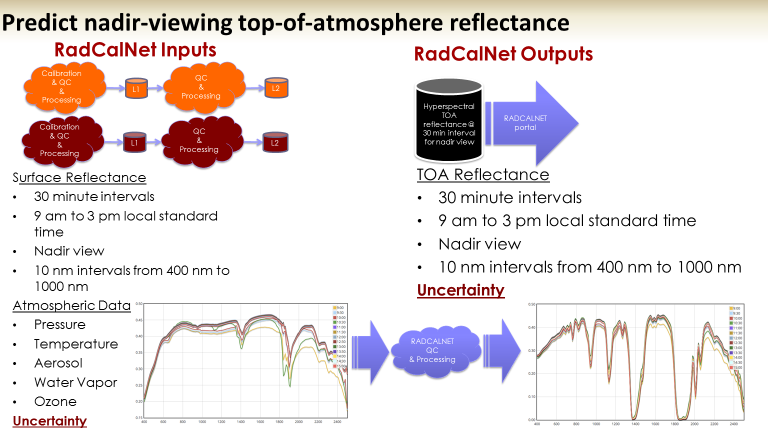 Predict nadir-viewing top-of-atmosphere reflectance
RadCalNet Inputs
Calibration
& QC
&
Processing
L1
QC
&
Processing
L2
Calibration
& QC
&
Processing
L1
QC
&
Processing
L2
Surface Reflectance
• 30 minute intervals
• 9 am to 3 pm local standard
time
• Nadir view
• 10 nm intervals from 400 nm to
1000 nm
Atmospheric Data
• Pressure
• Temperature
• Aerosol
• Water Vapor
• Ozone
Uncertainty
RADCALNET
QC
& Processing
RadCalNet Outputs
Hyperspectral
TOA
reflectance @
30 min interval
for nadir view
RADCALNET
portal
TOA Reflectance
• 30 minute intervals
• 9 am to 3 pm local standard time
• Nadir view
• 10 nm intervals from 400 nm to 1000 nm
Uncertainty